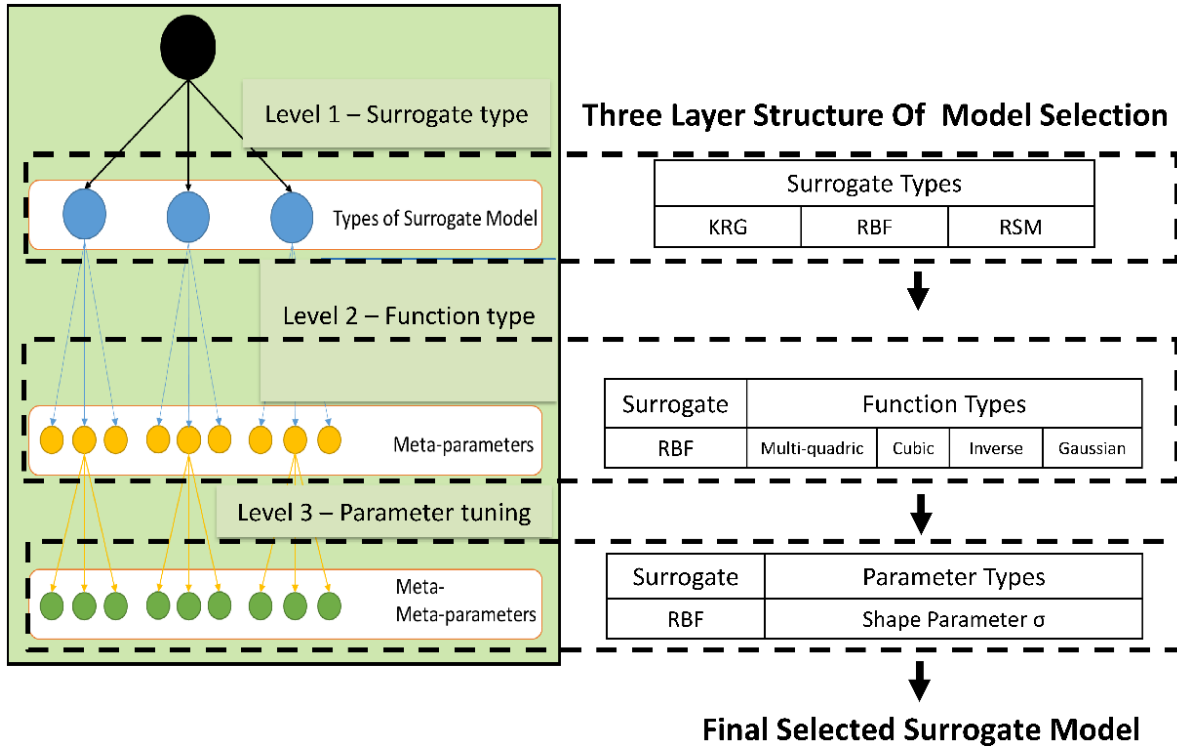 Level 1 – Surrogate type
Types of Surrogate Model
Level 2 – Function type
Meta-parameters
Level 3 – Parameter tuning
Meta-
Meta-parameters
Three Layer Structure Of Model Selection
Surrogate Types
KRG RBF RSM
Surrogate Function Types
RBF Multi-quadric Cubic Inverse Gaussian
Surrogate Parameter Types
RBF Shape Parameter σ
Final Selected Surrogate Model